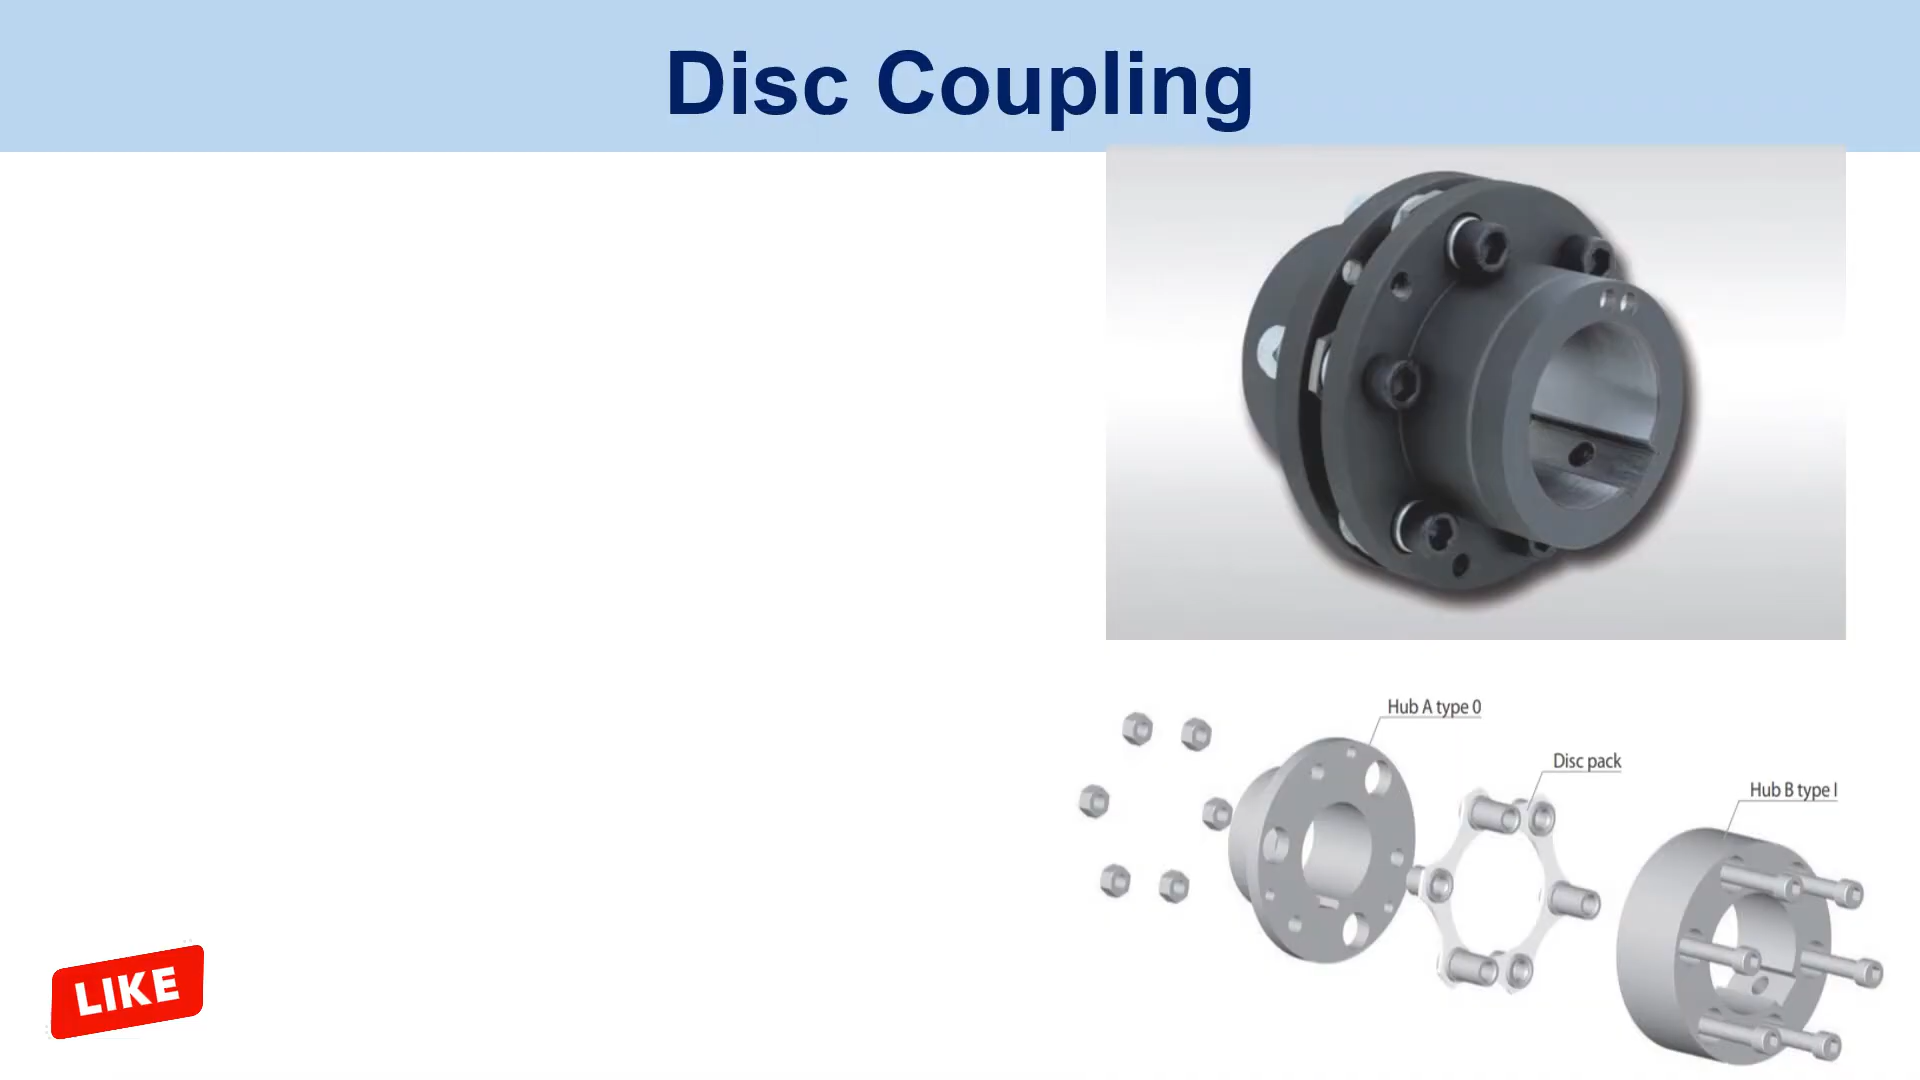 Disc Coupling
Hub A type 0
Disc pack
Hub B type I
LIKE